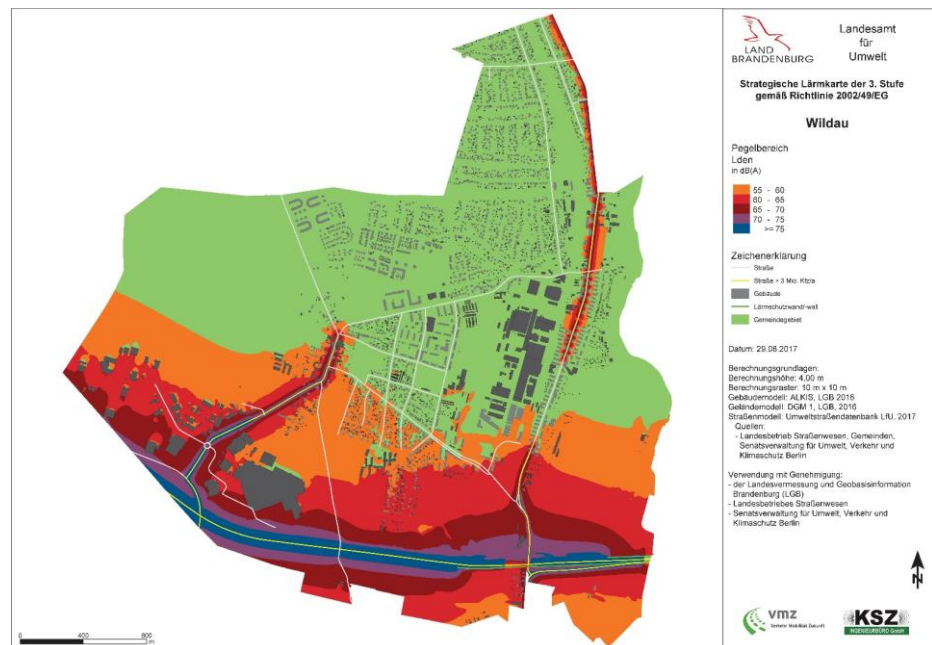 LAND
BRANDENBURG
Landesamt
für
Umwelt
Strategische Lärmkarte der 3. Stufe
gemäß Richtlinie 2002/49/EG
Wildau
Pegelbereich
Lden
in dB(A)
55 - 60
60 - 65
65 - 70
70 - 75
>= 75
Zeichenerklärung
Straße
Straße > 3 Mio. Kfz/a
Gebäude
Lärmschutzwand/-wall
Gemeindegebiet
Datum: 29.08.2017
Berechnungsgrundlagen:
Berechnungshöhe: 4,00 m
Berechnungsraster: 10 m x 10 m
Gebäudemodell: ALKIS, LGB 2016
Geländemodell: DGM 1, LGB, 2016
Straßenmodell: Umweltstraßendatenbank LfU, 2017
Quellen:
- Landesbetrieb Straßenwesen, Gemeinden,
Senatsverwaltung für Umwelt, Verkehr und
Klimaschutz Berlin
Verwendung mit Genehmigung:
- der Landesvermessung und Geobasisinformation
Brandenburg (LGB)
- Landesbetriebes Straßenwesen
- Senatsverwaltung für Umwelt, Verkehr und
Klimaschutz Berlin
N
vmz
Verkehr Mobilität Zukunft
KSZ
INGENIEURBÜRO GmbH
0 400 800
m